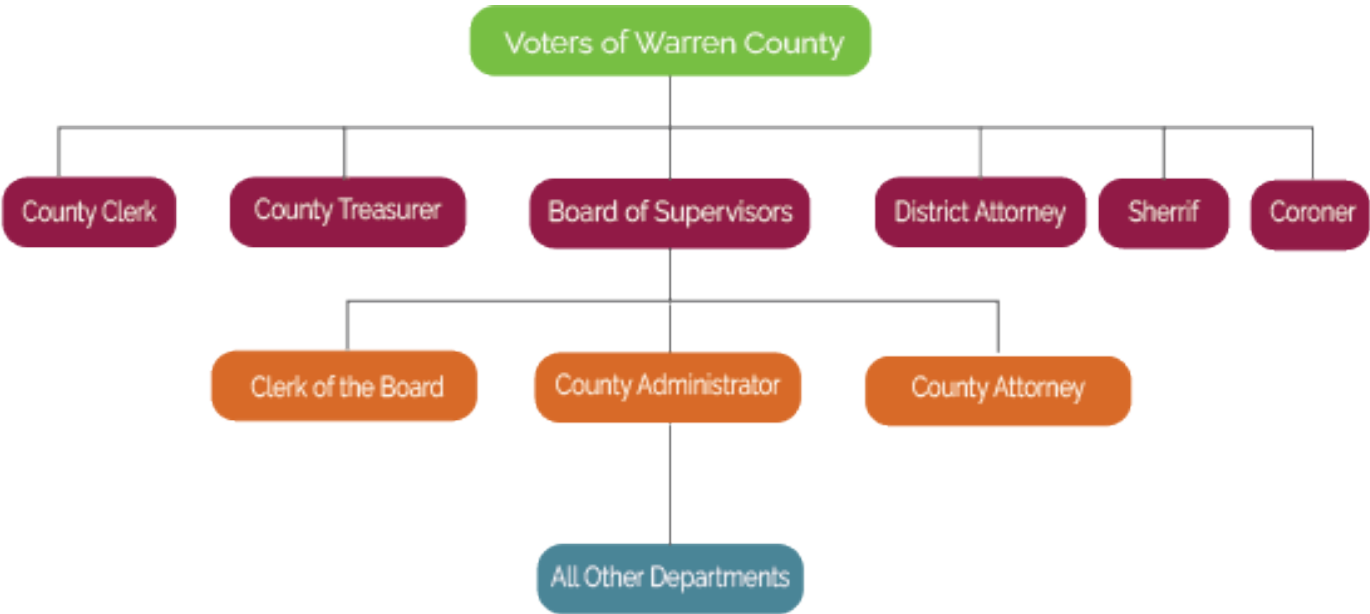 Voters of Warren County
County Clerk
County Treasurer
Board of Supervisors
District Attorney
Sherrif
Coroner
Clerk of the Board
County Administrator
County Attorney
All Other Departments